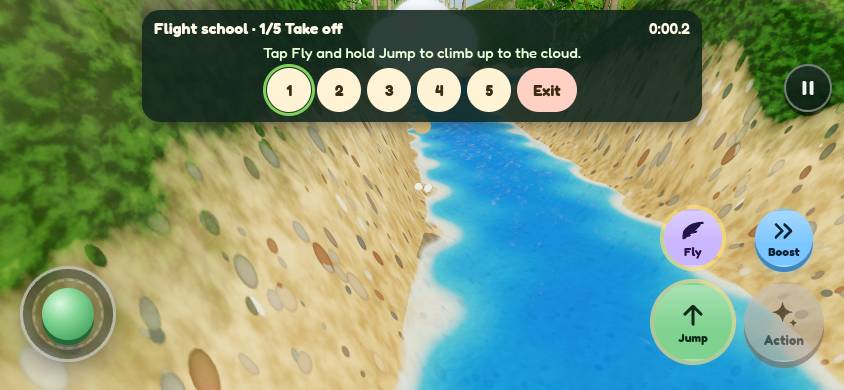 Flight school · 1/5 Take off
0:00.2
Tap Fly and hold Jump to climb up to the cloud.
1 2 3 4 5 Exit
Fly
Boost
Jump
Action